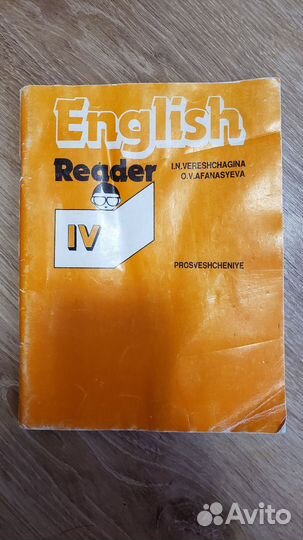 English
Reader
I.N.VERESHCHAGINA
O.V.AFANASYEVA
IV
PROSVESHCHENIYE
Avito